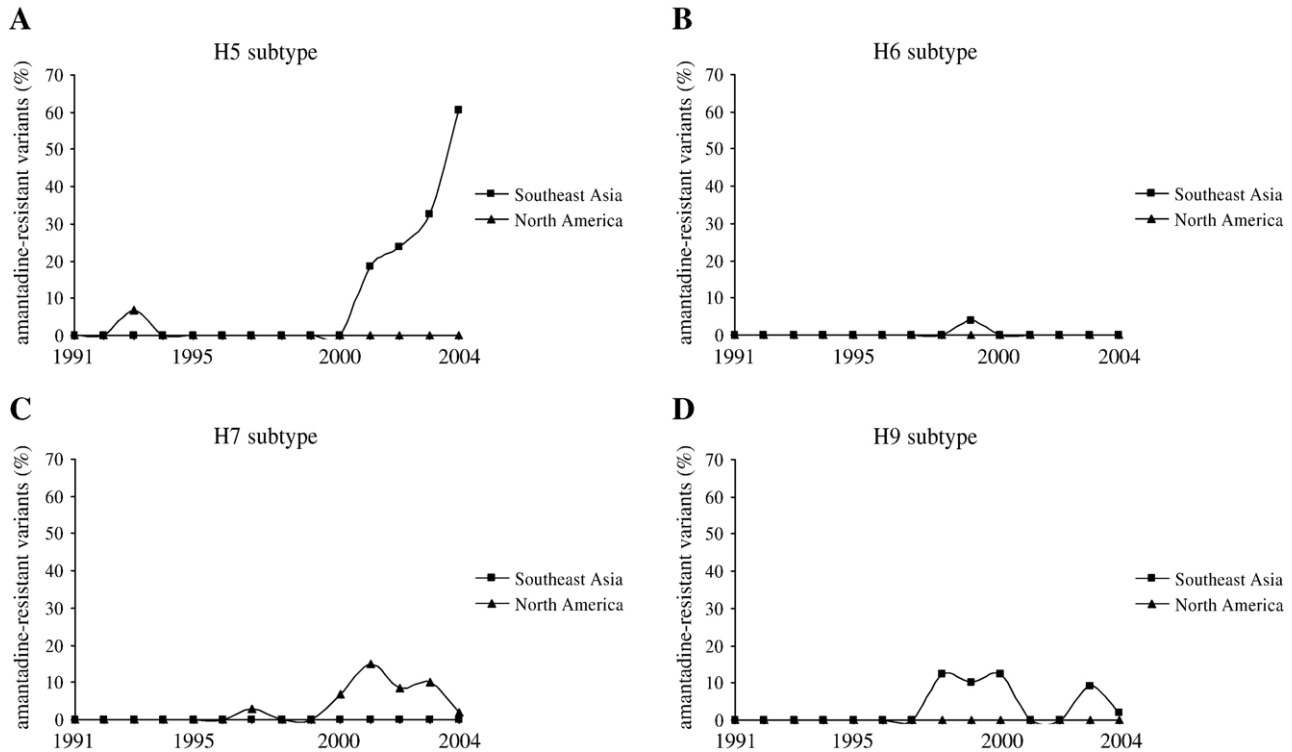 A
H5 subtype
amantadine-resistant variants (%)
70
60
50
40
30
20
10
0
1991 1995 2000 2004
Southeast Asia
North America
B
H6 subtype
amantadine-resistant variants (%)
70
60
50
40
30
20
10
0
1991 1995 2000 2004
Southeast Asia
North America
C
H7 subtype
amantadine-resistant variants (%)
70
60
50
40
30
20
10
0
1991 1995 2000 2004
Southeast Asia
North America
D
H9 subtype
amantadine-resistant variants (%)
70
60
50
40
30
20
10
0
1991 1995 2000 2004
Southeast Asia
North America